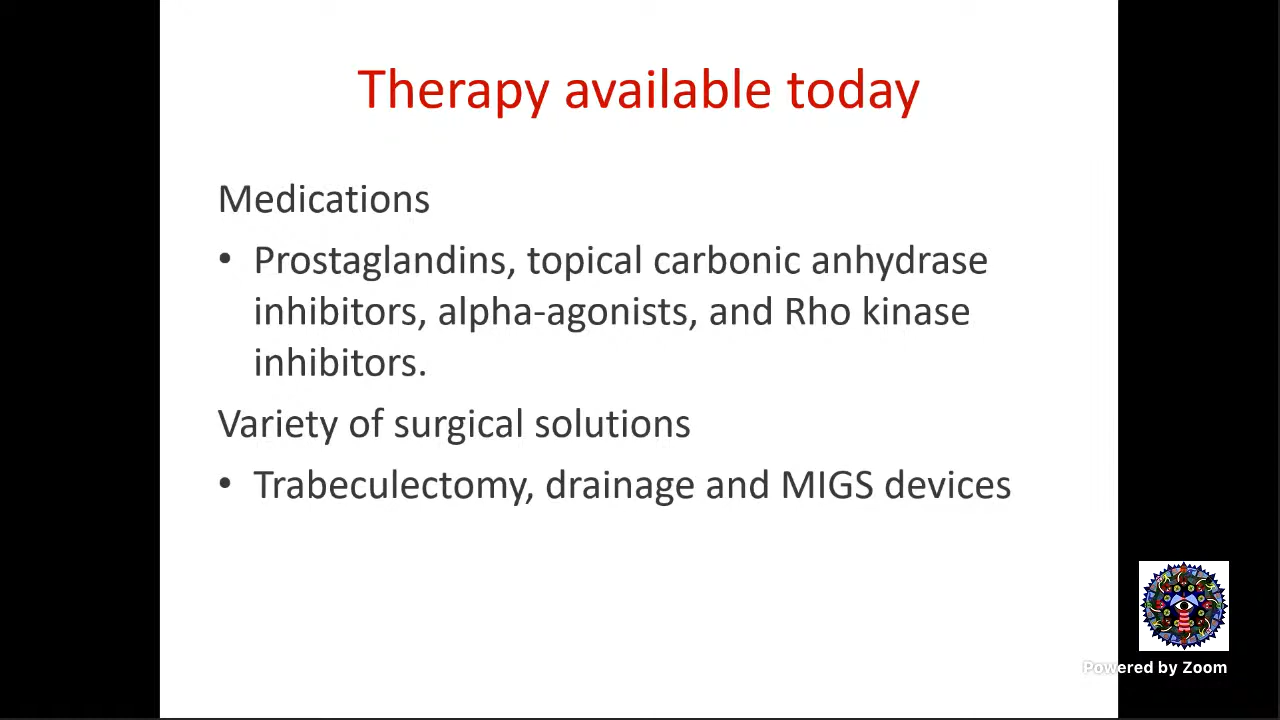 Therapy available today
Medications
• Prostaglandins, topical carbonic anhydrase
inhibitors, alpha-agonists, and Rho kinase
inhibitors.
Variety of surgical solutions
• Trabeculectomy, drainage and MIGS devices
Powered by Zoom